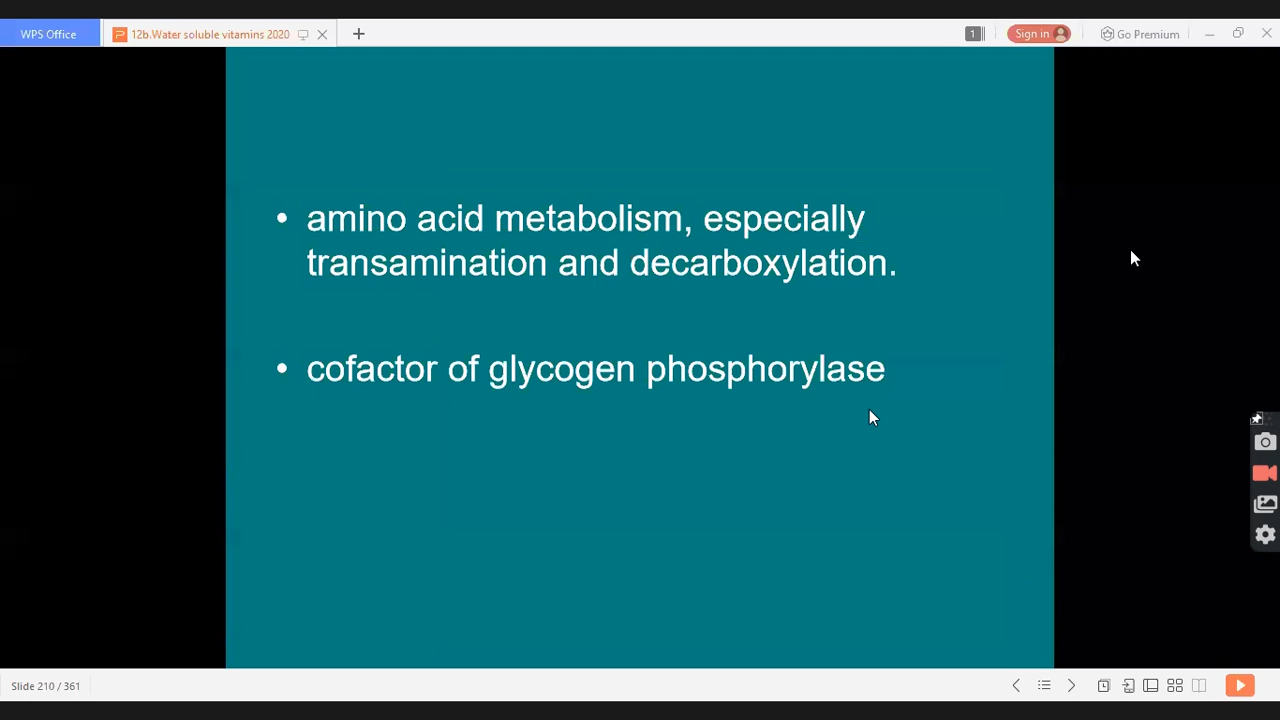 WPS Office
12b.Water soluble vitamins 2020
1
Sign in
Go Premium
• amino acid metabolism, especially
transamination and decarboxylation.
• cofactor of glycogen phosphorylase
Slide 210 / 361